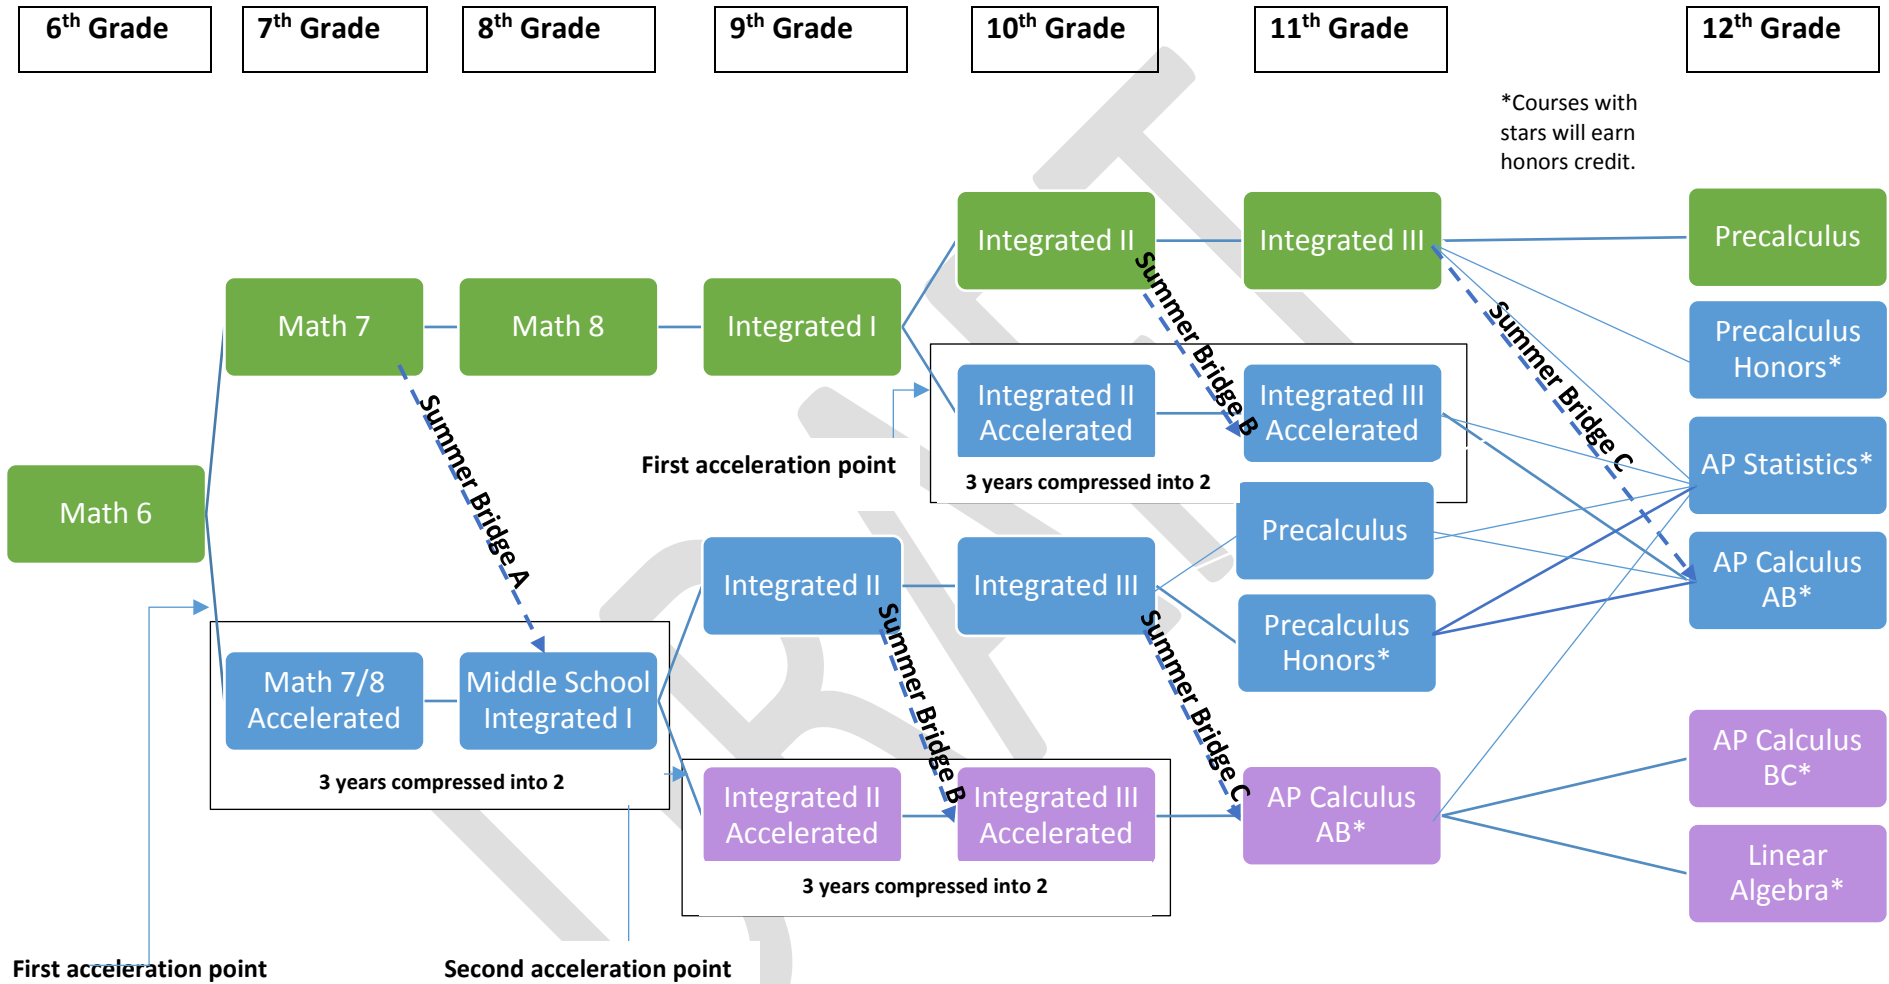 6th Grade
7th Grade
8th Grade
9th Grade
10th Grade
11th Grade
12th Grade
*Courses with
stars will earn
honors credit.
Integrated II
Integrated III
Precalculus
Math 7
Math 8
Integrated I
Precalculus
Honors*
Summer Bridge A
Summer Bridge B
Summer Bridge C
First acceleration point
Integrated II
Accelerated
Integrated III
Accelerated
3 years compressed into 2
AP Statistics*
Math 6
Precalculus
Integrated II
Integrated III
AP Calculus
AB*
Precalculus
Honors*
Summer Bridge B
Summer Bridge C
Math 7/8
Accelerated
Middle School
Integrated I
3 years compressed into 2
AP Calculus
BC*
Integrated II
Accelerated
Integrated III
Accelerated
AP Calculus
AB*
3 years compressed into 2
Linear
Algebra*
First acceleration point
Second acceleration point
DRAFT